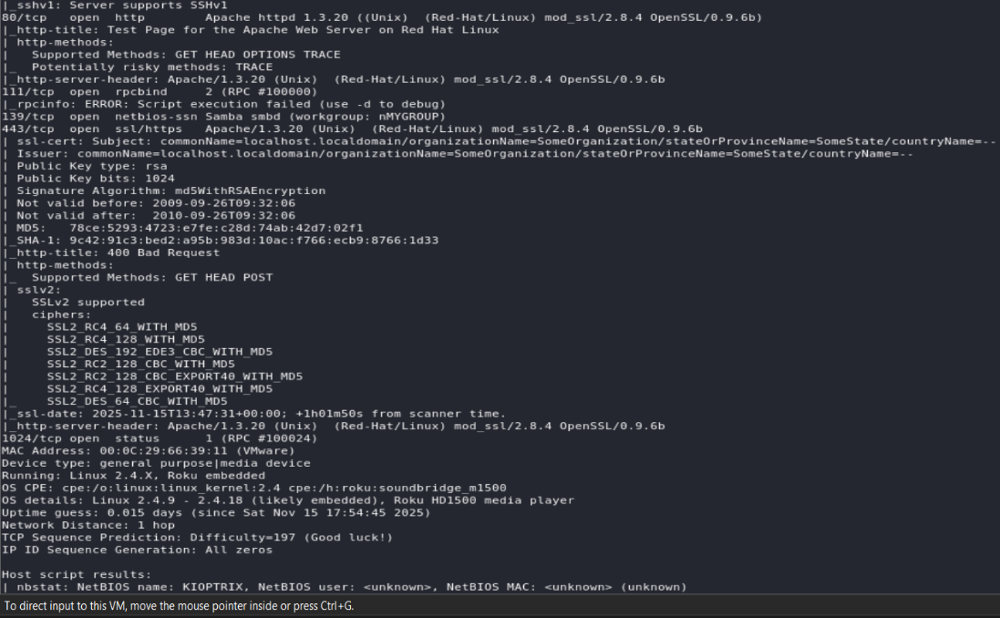 |_sshv1: Server supports SSHv1
80/tcp   open  http        Apache httpd 1.3.20 ((Unix)  (Red-Hat/Linux) mod_ssl/2.8.4 OpenSSL/0.9.6b)
|_http-title: Test Page for the Apache Web Server on Red Hat Linux
| http-methods:
|   Supported Methods: GET HEAD OPTIONS TRACE
|_  Potentially risky methods: TRACE
|_http-server-header: Apache/1.3.20 (Unix)  (Red-Hat/Linux) mod_ssl/2.8.4 OpenSSL/0.9.6b
111/tcp  open  rpcbind     2 (RPC #100000)
|_rpcinfo: ERROR: Script execution failed (use -d to debug)
139/tcp  open  netbios-ssn Samba smbd (workgroup: nMYGROUP)
443/tcp  open  ssl/https   Apache/1.3.20 (Unix)  (Red-Hat/Linux) mod_ssl/2.8.4 OpenSSL/0.9.6b
| ssl-cert: Subject: commonName=localhost.localdomain/organizationName=SomeOrganization/stateOrProvinceName=SomeState/countryName=--
| Issuer: commonName=localhost.localdomain/organizationName=SomeOrganization/stateOrProvinceName=SomeState/countryName=--
| Public Key type: rsa
| Public Key bits: 1024
| Signature Algorithm: md5WithRSAEncryption
| Not valid before: 2009-09-26T09:32:06
| Not valid after:  2010-09-26T09:32:06
| MD5:   78ce:5293:4723:e7fe:c28d:74ab:42d7:02f1
|_SHA-1: 9c42:91c3:bed2:a95b:983d:10ac:f766:ecb9:8766:1d33
|_http-title: 400 Bad Request
| http-methods:
|_  Supported Methods: GET HEAD POST
| sslv2:
|   SSLv2 supported
|   ciphers:
|     SSL2_RC4_64_WITH_MD5
|     SSL2_RC4_128_WITH_MD5
|     SSL2_DES_192_EDE3_CBC_WITH_MD5
|     SSL2_RC2_128_CBC_WITH_MD5
|     SSL2_RC2_128_CBC_EXPORT40_WITH_MD5
|     SSL2_RC4_128_EXPORT40_WITH_MD5
|_    SSL2_DES_64_CBC_WITH_MD5
|_ssl-date: 2025-11-15T13:47:31+00:00; +1h01m50s from scanner time.
|_http-server-header: Apache/1.3.20 (Unix)  (Red-Hat/Linux) mod_ssl/2.8.4 OpenSSL/0.9.6b
1024/tcp open  status      1 (RPC #100024)
MAC Address: 00:0C:29:66:39:11 (VMware)
Device type: general purpose|media device
Running: Linux 2.4.X, Roku embedded
OS CPE: cpe:/o:linux:linux_kernel:2.4 cpe:/h:roku:soundbridge_m1500
OS details: Linux 2.4.9 - 2.4.18 (likely embedded), Roku HD1500 media player
Uptime guess: 0.015 days (since Sat Nov 15 17:54:45 2025)
Network Distance: 1 hop
TCP Sequence Prediction: Difficulty=197 (Good luck!)
IP ID Sequence Generation: All zeros
Host script results:
| nbstat: NetBIOS name: KIOPTRIX, NetBIOS user: <unknown>, NetBIOS MAC: <unknown> (unknown)
To direct input to this VM, move the mouse pointer inside or press Ctrl+G.